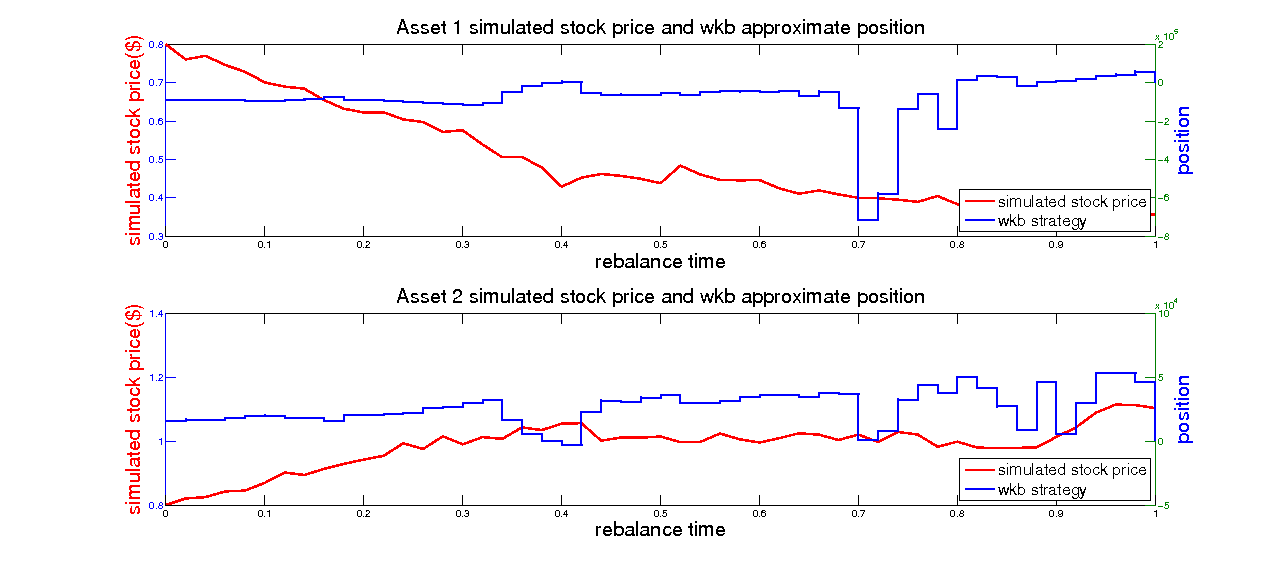 Asset 1 simulated stock price and wkb approximate position
x 10
simulated stock price($)
0.8
0.7
0.6
0.5
0.4
0.3
2
0
−2
−4
−6
−8
position
simulated stock price
wkb strategy
0 0.1 0.2 0.3 0.4 0.5 0.6 0.7 0.8 0.9 1
rebalance time
Asset 2 simulated stock price and wkb approximate position
x 10⁴
simulated stock price($)
1.4
1.2
1
0.8
10
5
0
−5
position
simulated stock price
wkb strategy
0 0.1 0.2 0.3 0.4 0.5 0.6 0.7 0.8 0.9 1
rebalance time